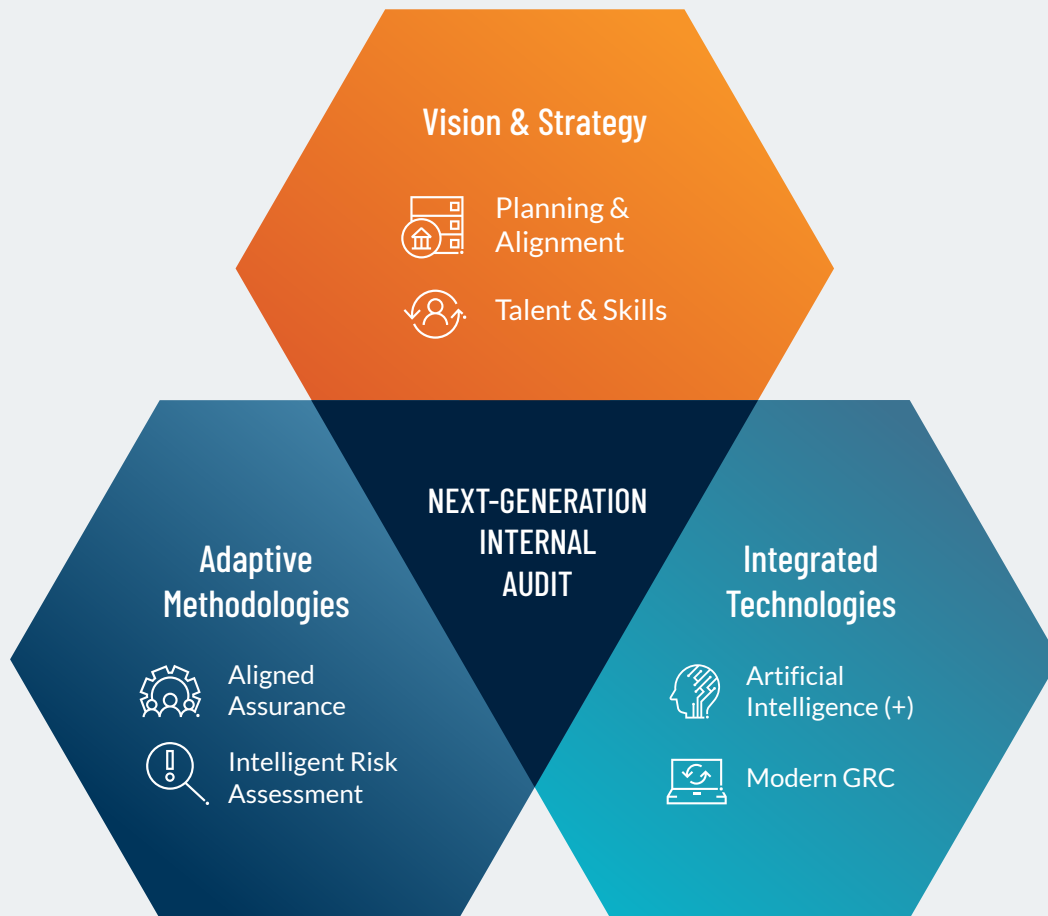 Vision & Strategy
Planning &
Alignment
Talent & Skills
NEXT-GENERATION
INTERNAL
AUDIT
Adaptive
Methodologies
Aligned
Assurance
Intelligent Risk
Assessment
Integrated
Technologies
Artificial
Intelligence (+)
Modern GRC